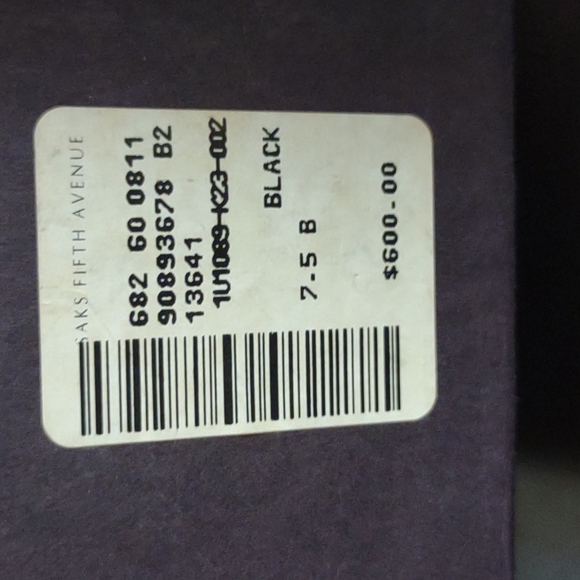 SAKS FIFTH AVENUE
682 60 0811
90893678 B2
13641
1U1089-K23-002
BLACK
7.5 B
$600.00